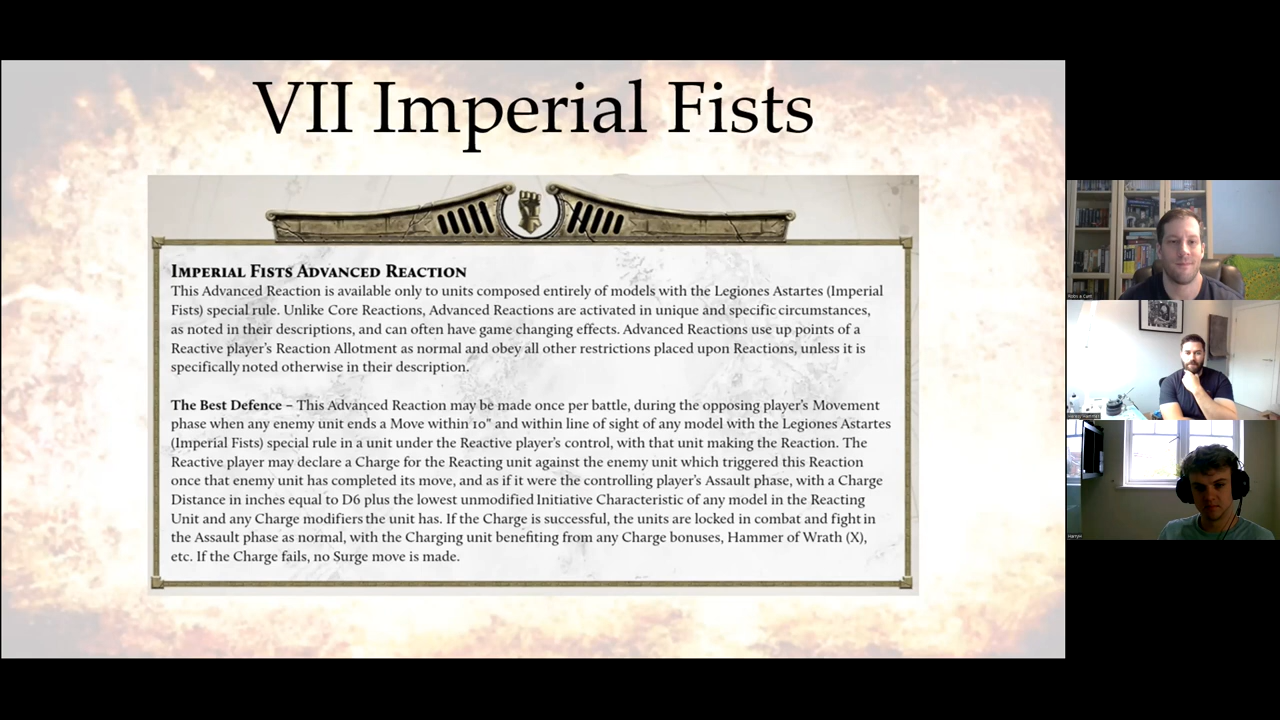 VII Imperial Fists
IMPERIAL FISTS ADVANCED REACTION
This Advanced Reaction is available only to units composed entirely of models with the Legiones Astartes (Imperial
Fists) special rule. Unlike Core Reactions, Advanced Reactions are activated in unique and specific circumstances,
as noted in their descriptions, and can often have game changing effects. Advanced Reactions use up points of a
Reactive player's Reaction Allotment as normal and obey all other restrictions placed upon Reactions, unless it is
specifically noted otherwise in their description.
The Best Defence – This Advanced Reaction may be made once per battle, during the opposing player's Movement
phase when any enemy unit ends a Move within 10" and within line of sight of any model with the Legiones Astartes
(Imperial Fists) special rule in a unit under the Reactive player's control, with that unit making the Reaction. The
Reactive player may declare a Charge for the Reacting unit against the enemy unit which triggered this Reaction
once that enemy unit has completed its move, and as if it were the controlling player's Assault phase, with a Charge
Distance in inches equal to D6 plus the lowest unmodified Initiative Characteristic of any model in the Reacting
Unit and any Charge modifiers the unit has. If the Charge is successful, the units are locked in combat and fight in
the Assault phase as normal, with the Charging unit benefiting from any Charge bonuses, Hammer of Wrath (X),
etc. If the Charge fails, no Surge move is made.